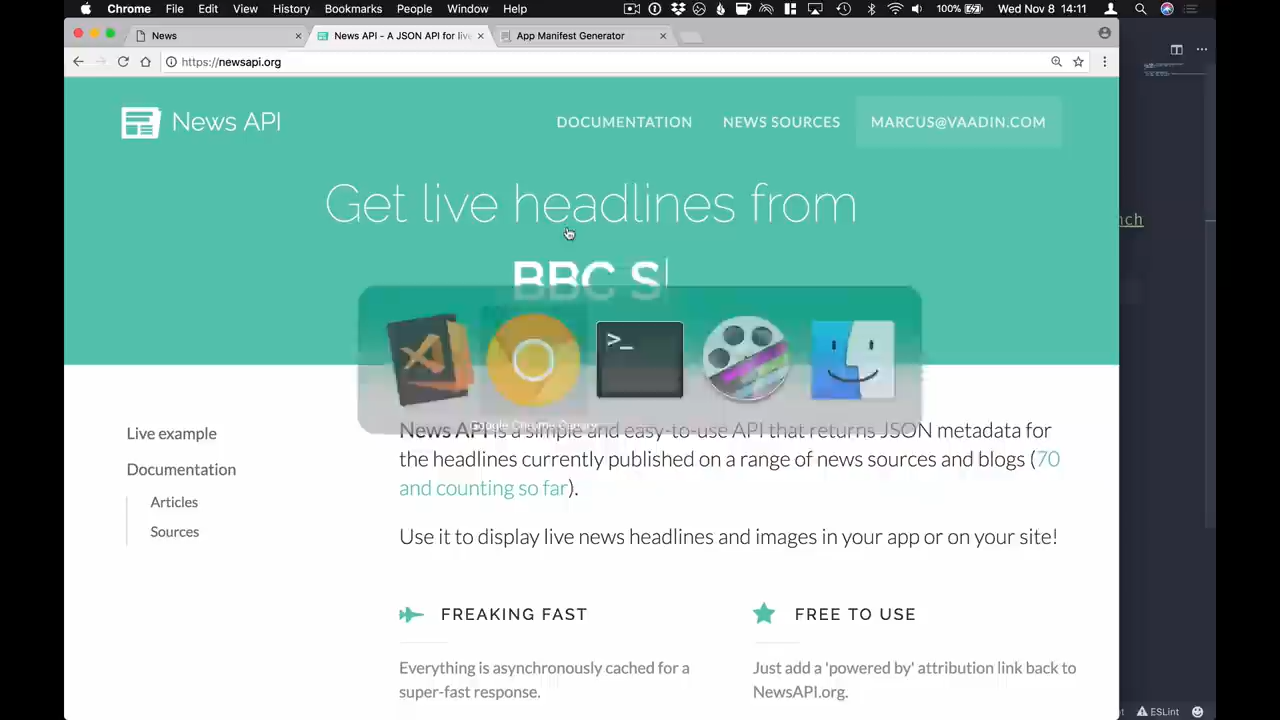 Chrome File Edit View History Bookmarks People Window Help 100% Wed Nov 8 14:11
News
News API - A JSON API for live
App Manifest Generator
https://newsapi.org
News API
DOCUMENTATION NEWS SOURCES MARCUS@VAADIN.COM
Get live headlines from
BBC S
nch
>_
Google Chrome Canary
Live example
Documentation
Articles
Sources
News API is a simple and easy-to-use API that returns JSON metadata for
the headlines currently published on a range of news sources and blogs (70
and counting so far).
Use it to display live news headlines and images in your app or on your site!
FREAKING FAST
Everything is asynchronously cached for a
super-fast response.
FREE TO USE
Just add a 'powered by' attribution link back to
NewsAPI.org.
ESLint